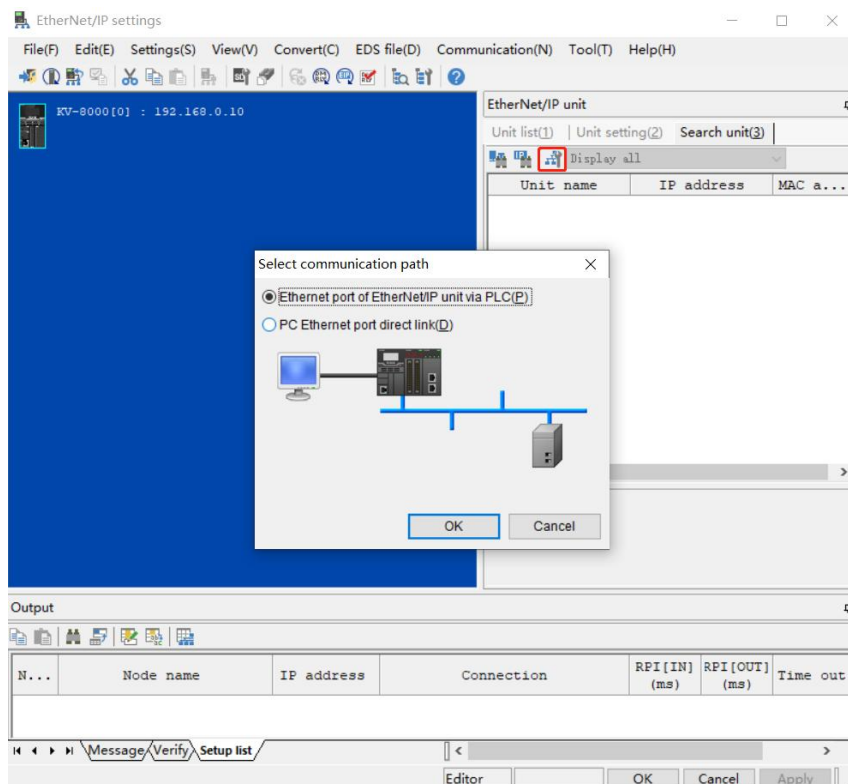 EtherNet/IP settings
File(F) Edit(E) Settings(S) View(V) Convert(C) EDS file(D) Communication(N) Tool(T) Help(H)
KV-8000[0] : 192.168.0.10
EtherNet/IP unit
Unit list(1) Unit setting(2) Search unit(3)
Display all
Unit name IP address MAC a...
Select communication path
Ethernet port of EtherNet/IP unit via PLC(P)
PC Ethernet port direct link(D)
OK Cancel
Output
N... Node name IP address Connection RPI[IN] (ms) RPI[OUT] (ms) Time out
Message Verify Setup list
Editor OK Cancel Apply